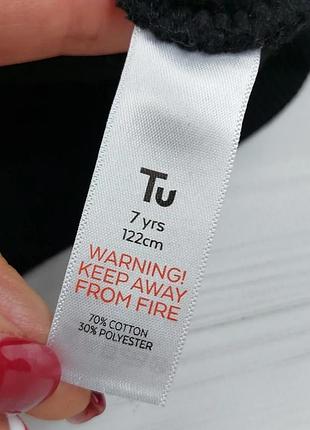 Tu
7 yrs
122cm
WARNING!
KEEP AWAY
FROM FIRE
70% COTTON
30% POLYESTER